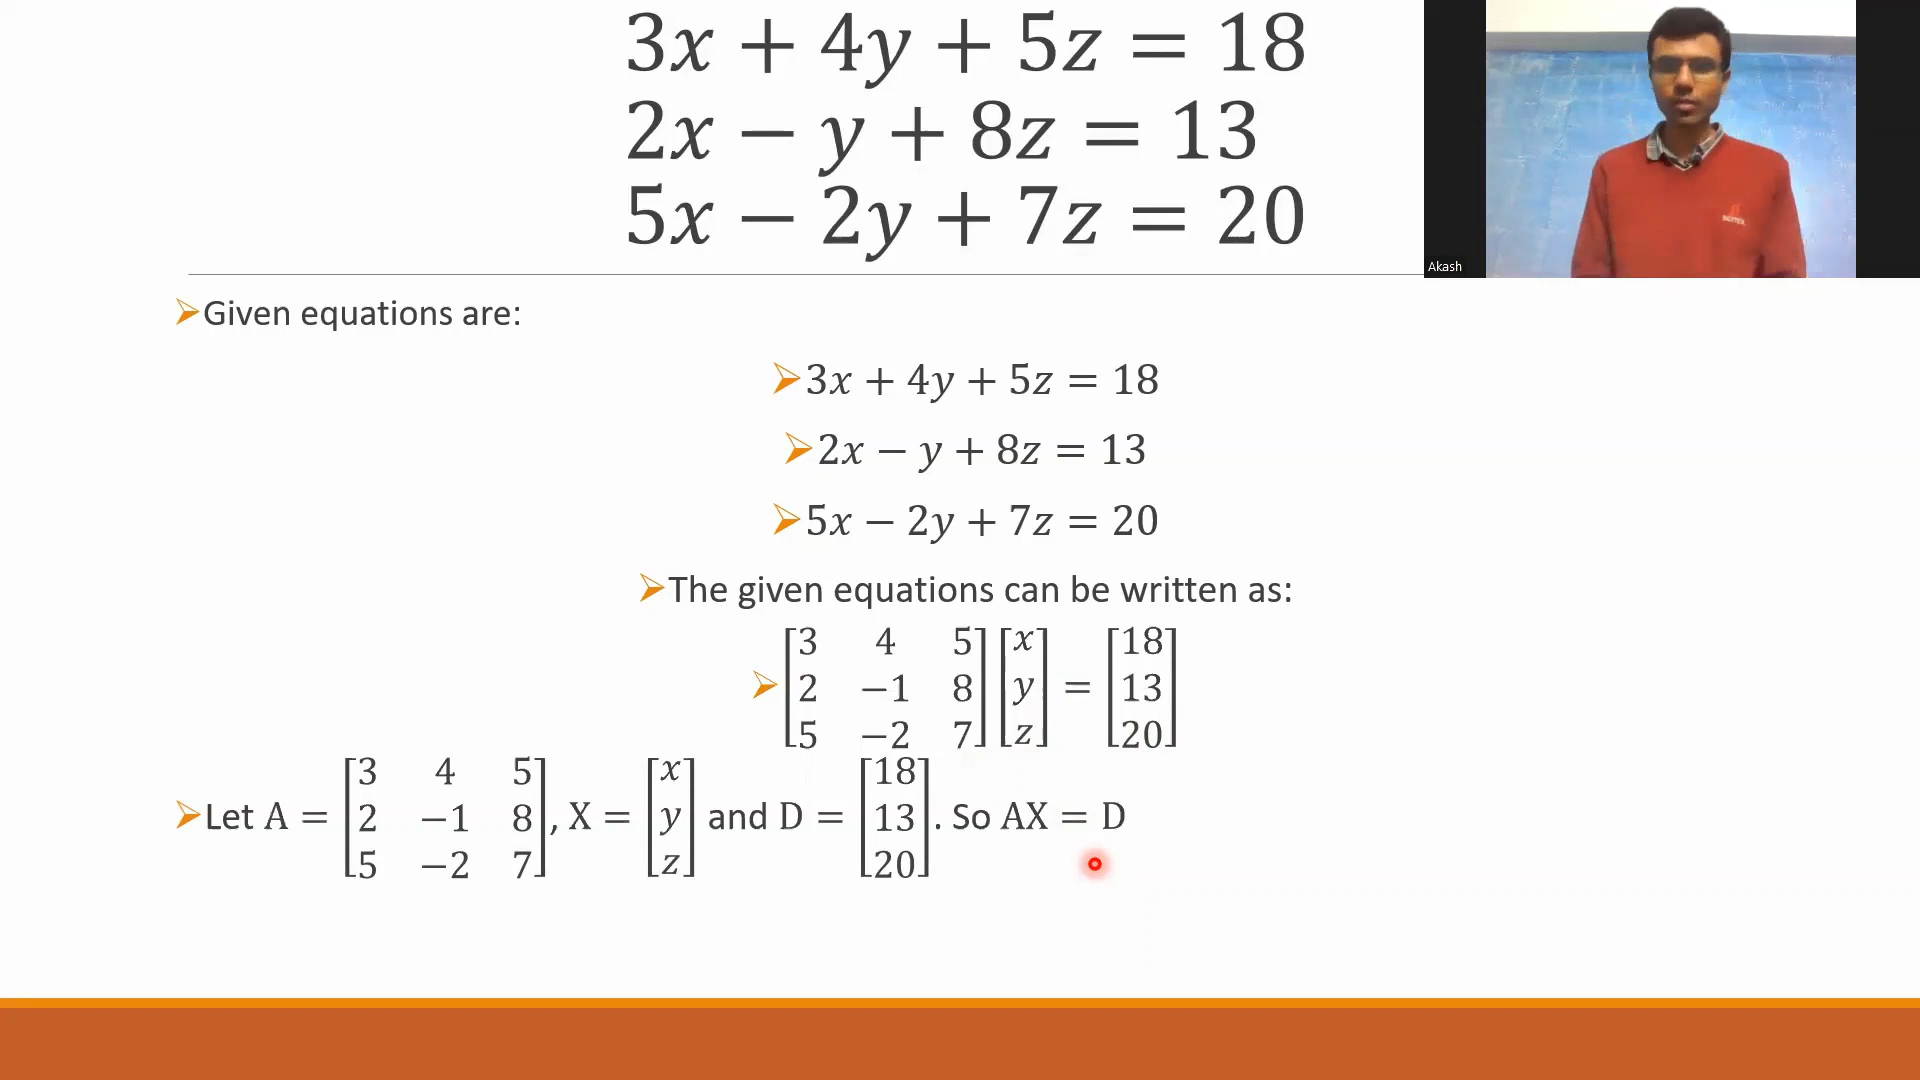 3x + 4y + 5z = 18
2x − y + 8z = 13
5x − 2y + 7z = 20
Akash
➢Given equations are:
➢3x + 4y + 5z = 18
➢2x − y + 8z = 13
➢5x − 2y + 7z = 20
➢The given equations can be written as:
➢[3 4 5; 2 −1 8; 5 −2 7] [x; y; z] = [18; 13; 20]
➢Let A = [3 4 5; 2 −1 8; 5 −2 7], X = [x; y; z] and D = [18; 13; 20]. So AX = D